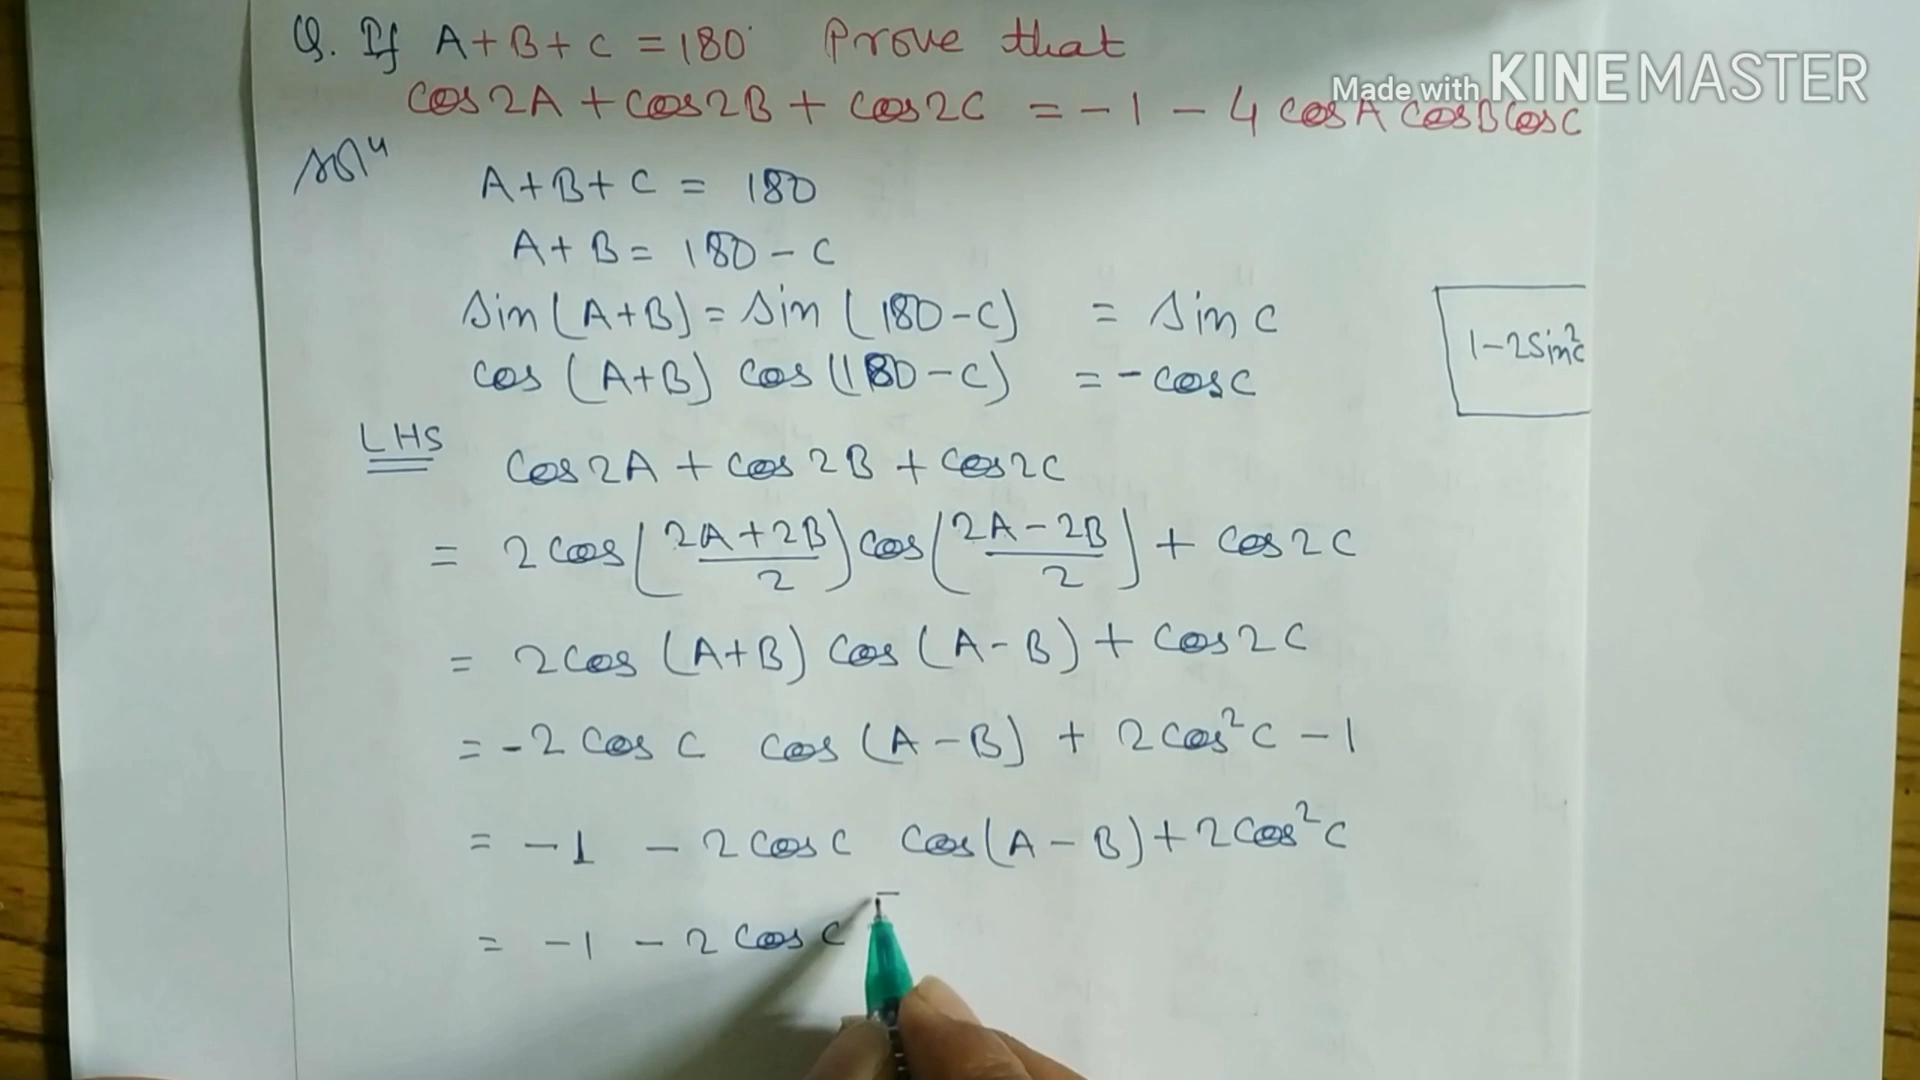 Q. If A+B+C = 180° Prove that
Made with KINEMASTER
cos2A + cos2B + cos2C = -1 - 4 cosA cosBcosC
A+B+C = 180
A+B = 180-C
Sin(A+B) = Sin (180-C) = Sin C
1-2Sin²C
cos (A+B) cos (180-C) = -cosC
LHS
cos2A + cos2B + cos2C
= 2cos(2A+2B/2)cos(2A-2B/2) + cos2C
= 2cos (A+B) cos (A-B) + cos2C
= -2 cos C cos (A-B) + 2cos²C - 1
= -1 - 2cosC cos(A-B) + 2cos²C
= -1 - 2cosC